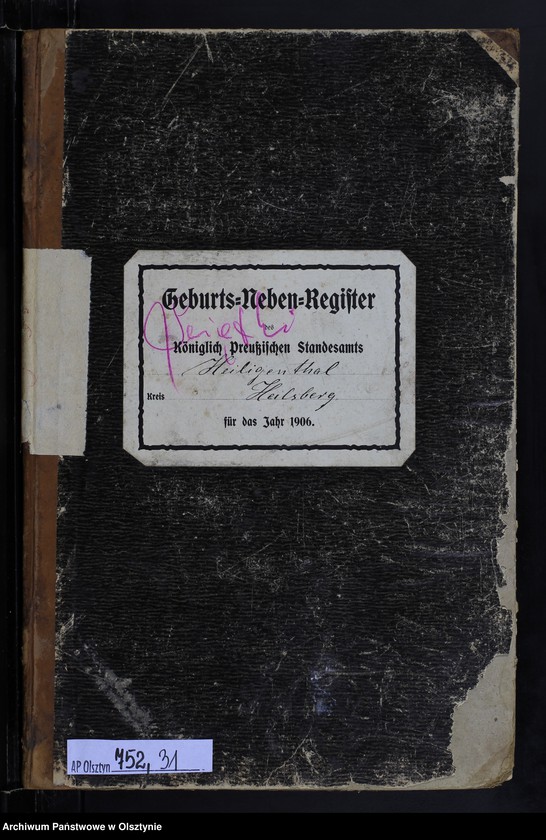 Geburts=Neben=Register
des
Königlich Preußischen Standesamts
Heiligenthal
Kreis Heilsberg
für das Jahr 1906.
AP Olsztyn 752, 31
Archiwum Państwowe w Olsztynie